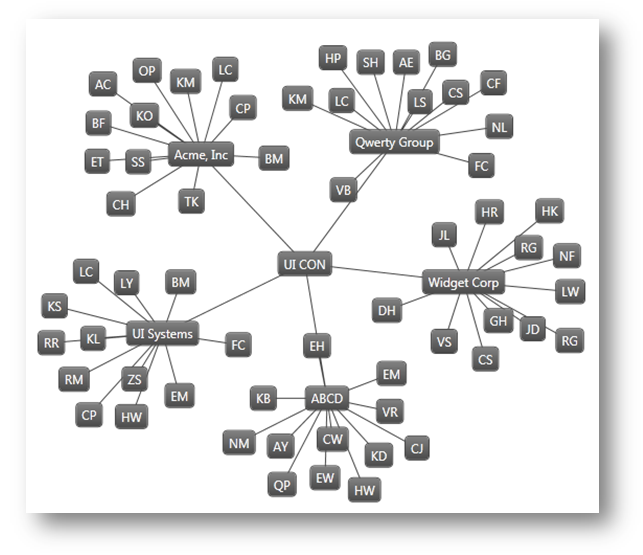 OP
LC
AC
KM
CP
KO
BF
Acme, Inc
BM
ET
SS
CH
TK
HP
SH
AE
BG
KM
LC
LS
CS
CF
NL
Qwerty Group
FC
VB
UI CON
HR
HK
JL
RG
NF
Widget Corp
LW
DH
GH
JD
RG
VS
CS
LC
LY
BM
KS
UI Systems
RR
KL
FC
RM
ZS
EM
CP
HW
EH
EM
KB
ABCD
VR
NM
AY
CW
KD
CJ
QP
EW
HW